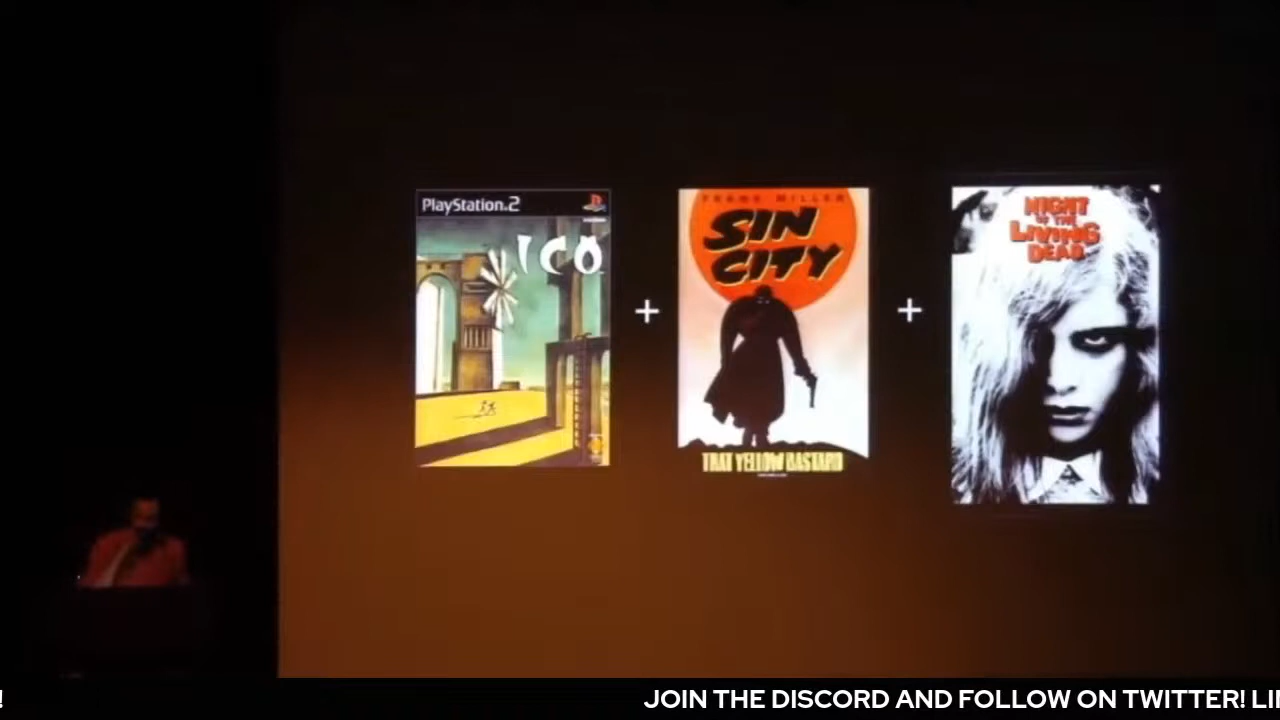 PlayStation.2
ICO
+
FRANK MILLER
SIN
CITY
THAT YELLOW BASTARD
+
NIGHT
OF THE
LIVING
DEAD
! JOIN THE DISCORD AND FOLLOW ON TWITTER! LI